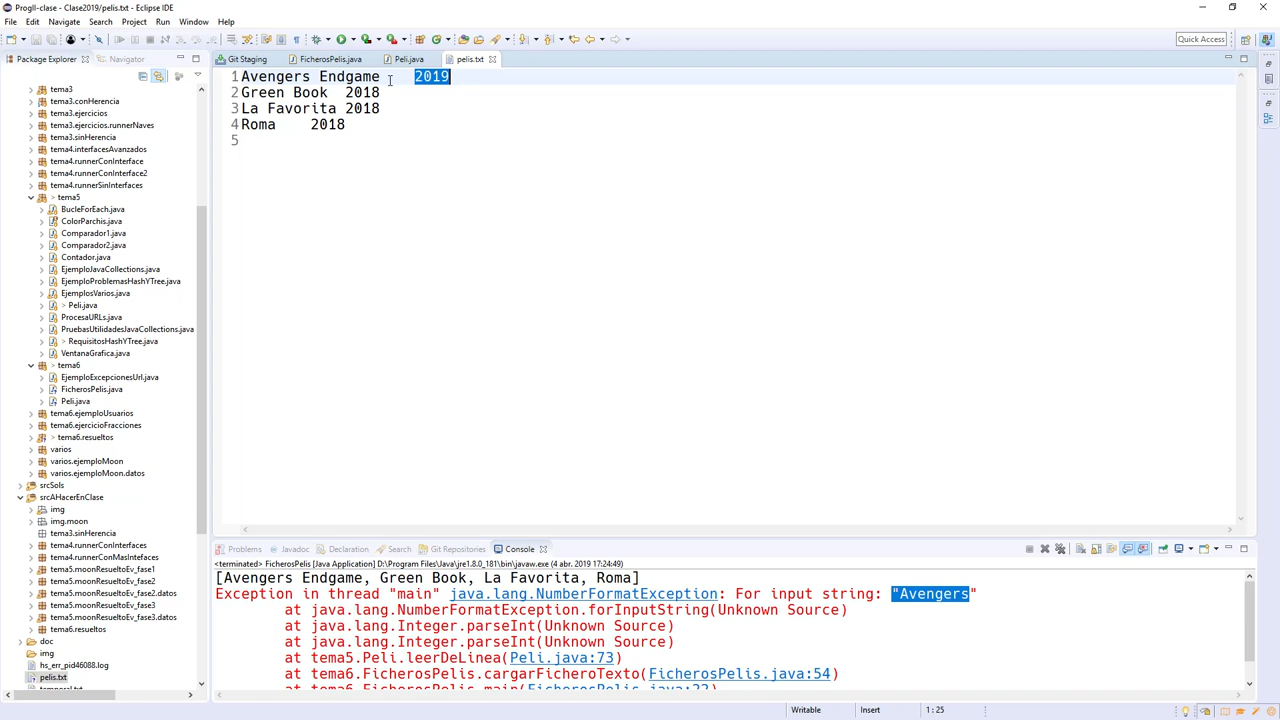 ProgII-clase - Clase2019/pelis.txt - Eclipse IDE
File Edit Navigate Search Project Run Window Help
Quick Access
Package Explorer
Navigator
tema3
tema3.conHerencia
tema3.ejercicios
tema3.ejercicios.runnerNaves
tema3.sinHerencia
tema4.interfacesAvanzados
tema4.runnerConInterface
tema4.runnerConInterface2
tema4.runnerSinInterfaces
> tema5
BucleForEach.java
ColorParchis.java
Comparador1.java
Comparador2.java
Contador.java
EjemploJavaCollections.java
EjemploProblemasHashYTree.java
EjemplosVarios.java
> Peli.java
ProcesaURLs.java
PruebasUtilidadesJavaCollections.java
> RequisitosHashYTree.java
VentanaGrafica.java
> tema6
EjemploExcepcionesUrl.java
FicherosPelis.java
Peli.java
tema6.ejemploUsuarios
tema6.ejercicioFracciones
> tema6.resueltos
varios
varios.ejemploMoon
varios.ejemploMoon.datos
srcSols
srcAHacerEnClase
img
img.moon
tema3.sinHerencia
tema4.runnerConInterfaces
tema4.runnerConMasIntefaces
tema5.moonResueltoEv_fase1
tema5.moonResueltoEv_fase2
tema5.moonResueltoEv_fase2.datos
tema5.moonResueltoEv_fase3
tema5.moonResueltoEv_fase3.datos
tema6.resueltos
doc
img
hs_err_pid46088.log
pelis.txt
Git Staging
FicherosPelis.java
Peli.java
pelis.txt
1 Avengers Endgame 2019
2 Green Book 2018
3 La Favorita 2018
4 Roma 2018
5
Problems Javadoc Declaration Search Git Repositories Console
<terminated> FicherosPelis [Java Application] D:\Program Files\Java\jre1.8.0_181\bin\javaw.exe (4 abr. 2019 17:24:49)
[Avengers Endgame, Green Book, La Favorita, Roma]
Exception in thread "main" java.lang.NumberFormatException: For input string: "Avengers"
at java.lang.NumberFormatException.forInputString(Unknown Source)
at java.lang.Integer.parseInt(Unknown Source)
at java.lang.Integer.parseInt(Unknown Source)
at tema5.Peli.leerDeLinea(Peli.java:73)
at tema6.FicherosPelis.cargarFicheroTexto(FicherosPelis.java:54)
at tema6.FicherosPelis.main(FicherosPelis.java:22)
Writable
Insert
1 : 25